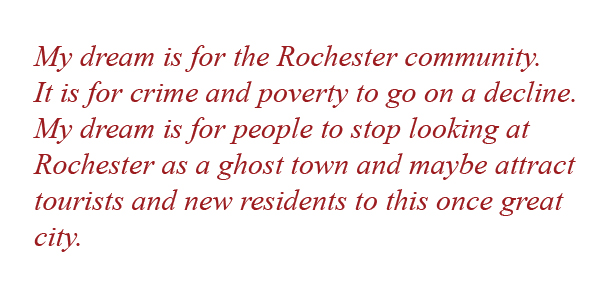 My dream is for the Rochester community.
It is for crime and poverty to go on a decline.
My dream is for people to stop looking at
Rochester as a ghost town and maybe attract
tourists and new residents to this once great
city.